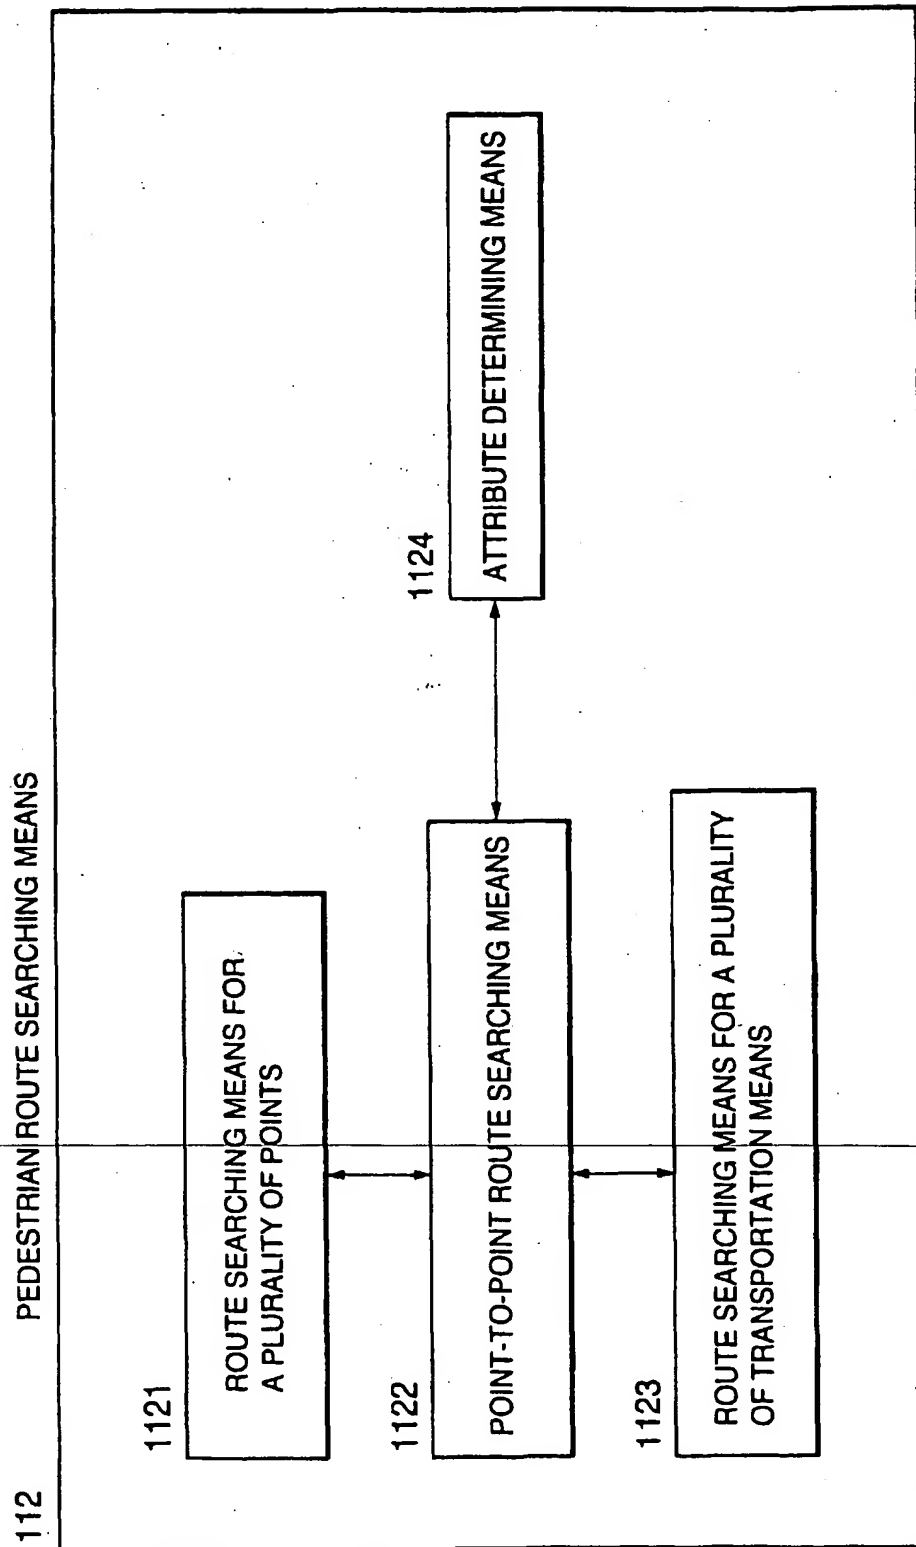 112 PEDESTRIAN ROUTE SEARCHING MEANS
1121
ROUTE SEARCHING MEANS FOR
A PLURALITY OF POINTS
1122
POINT-TO-POINT ROUTE SEARCHING MEANS
1124
ATTRIBUTE DETERMINING MEANS
1123
ROUTE SEARCHING MEANS FOR A PLURALITY
OF TRANSPORTATION MEANS